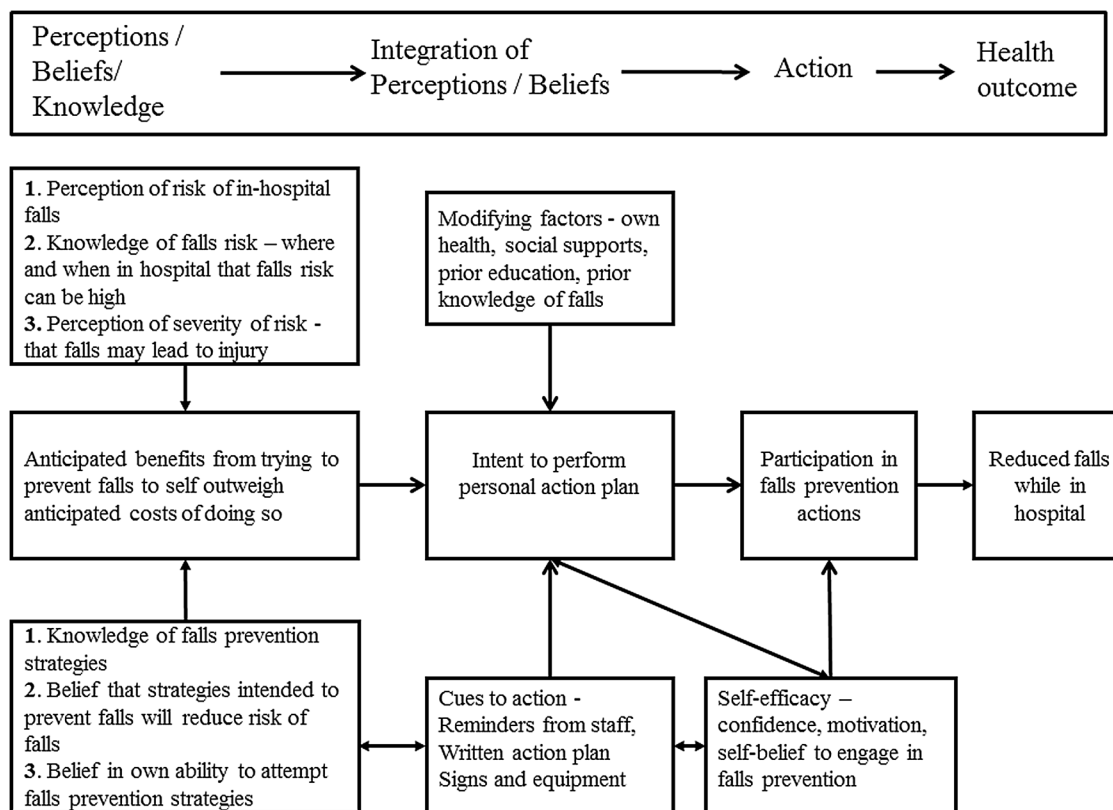 Perceptions /
Beliefs/
Knowledge
Integration of
Perceptions / Beliefs
Action
Health
outcome
1. Perception of risk of in-hospital
falls
2. Knowledge of falls risk – where
and when in hospital that falls risk
can be high
3. Perception of severity of risk -
that falls may lead to injury
Modifying factors - own
health, social supports,
prior education, prior
knowledge of falls
Anticipated benefits from trying to
prevent falls to self outweigh
anticipated costs of doing so
Intent to perform
personal action plan
Participation in
falls prevention
actions
Reduced falls
while in
hospital
1. Knowledge of falls prevention
strategies
2. Belief that strategies intended to
prevent falls will reduce risk of
falls
3. Belief in own ability to attempt
falls prevention strategies
Cues to action -
Reminders from staff,
Written action plan
Signs and equipment
Self-efficacy –
confidence, motivation,
self-belief to engage in
falls prevention